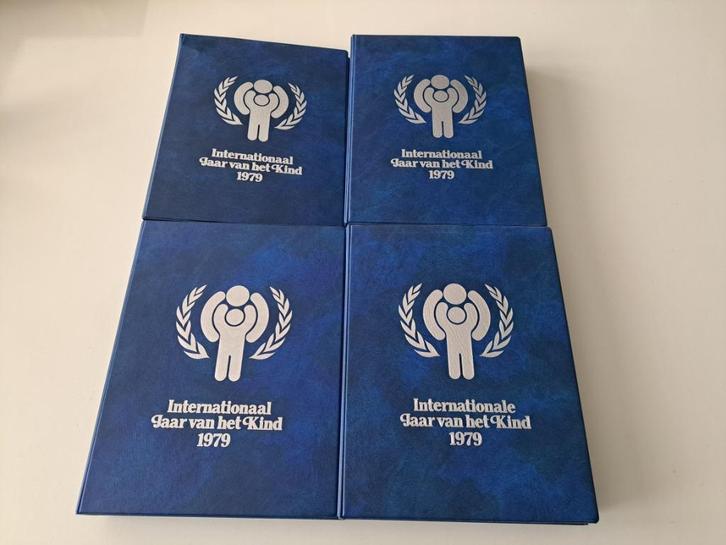 Internationaal
Jaar van het Kind
1979
Internationaal
Jaar van het Kind
1979
Internationaal
Jaar van het Kind
1979
Internationale
Jaar van het Kind
1979